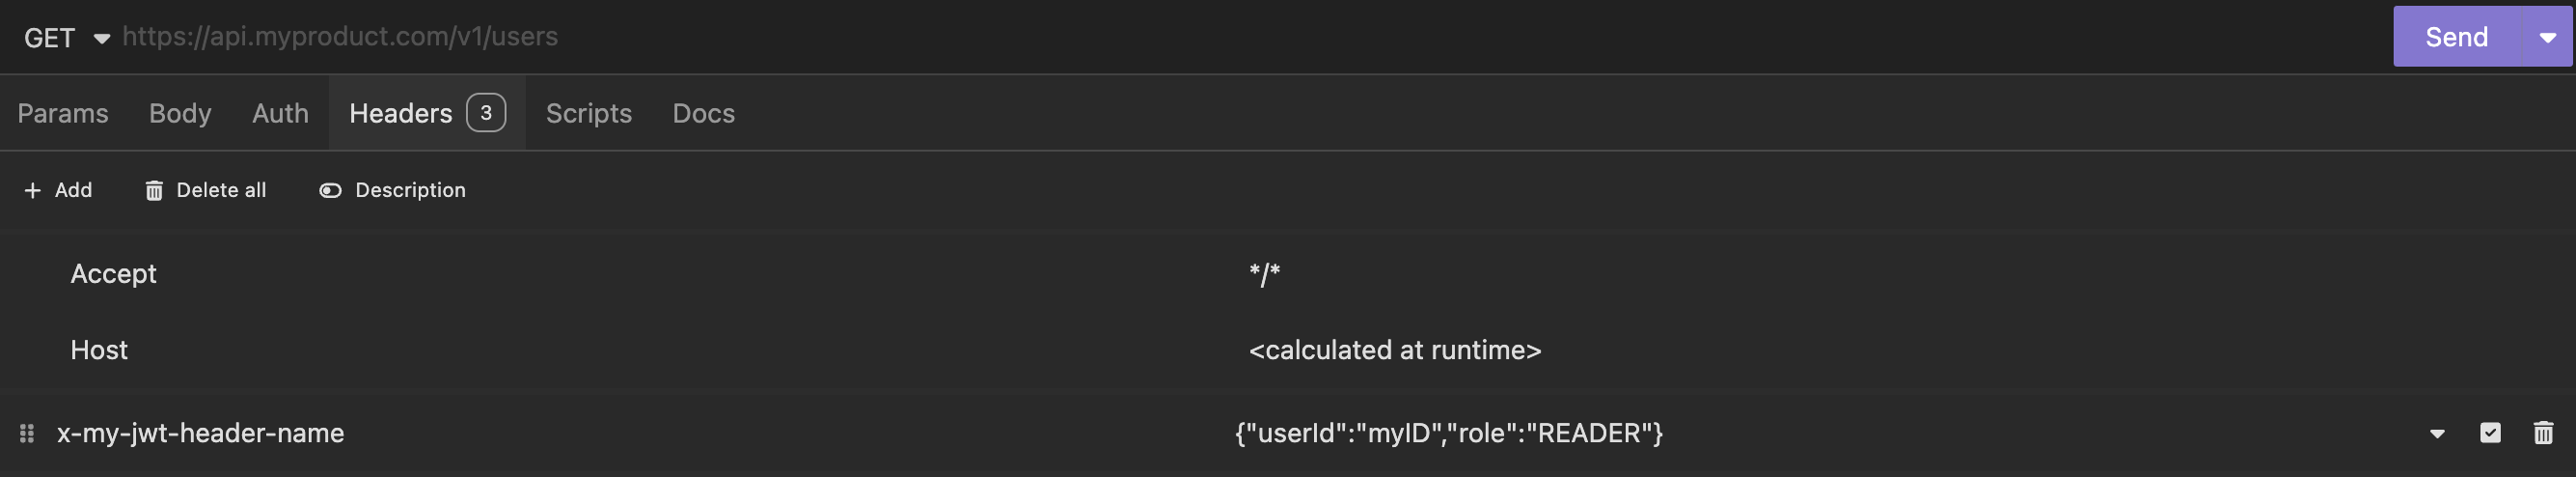 GET https://api.myproduct.com/v1/users Send
Params Body Auth Headers 3 Scripts Docs
+ Add Delete all Description
Accept */*
Host <calculated at runtime>
x-my-jwt-header-name {"userId":"myID","role":"READER"}